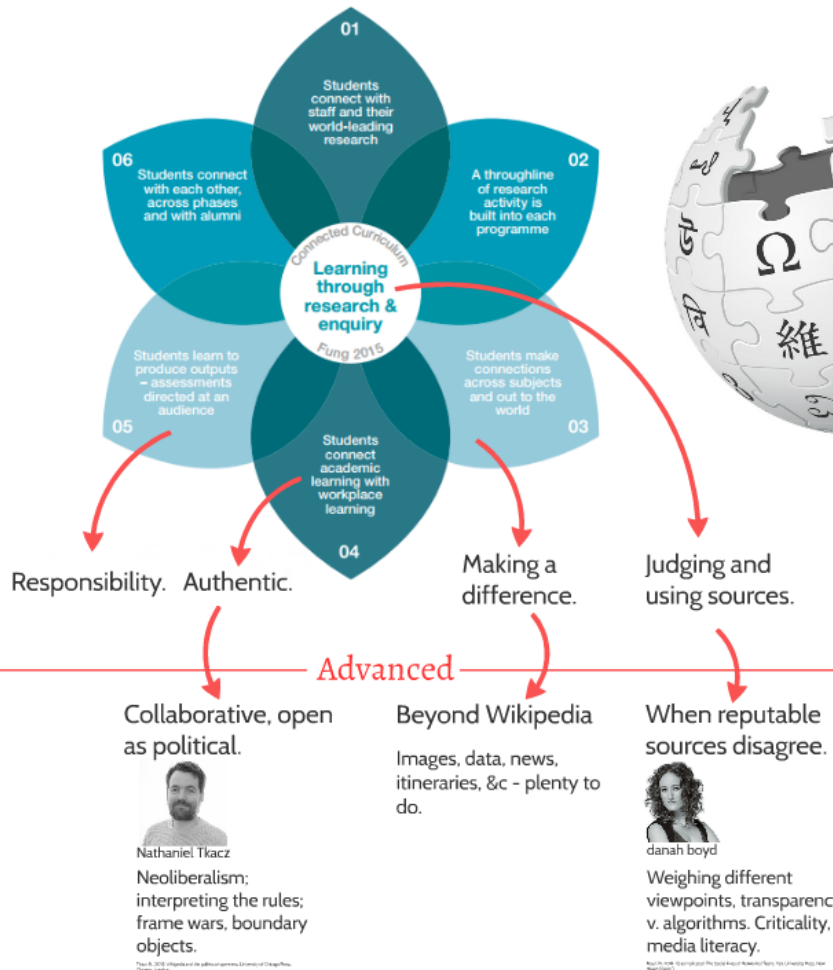 01
Students
connect with
staff and their
world-leading
research
02
A throughline
of research
activity is
built into each
programme
06
Students connect
with each other,
across phases
and with alumni
Connected Curriculum
Learning
through
research &
enquiry
Fung 2015
Students learn to
produce outputs
– assessments
directed at an
audience
05
Students make
connections
across subjects
and out to the
world
03
Students
connect
academic
learning with
workplace
learning
04
Ω
維
Responsibility.
Authentic.
Making a
difference.
Judging and
using sources.
Advanced
Collaborative, open
as political.
Nathaniel Tkacz
Neoliberalism;
interpreting the rules;
frame wars, boundary
objects.
Beyond Wikipedia
Images, data, news,
itineraries, &c - plenty to
do.
When reputable
sources disagree.
danah boyd
Weighing different
viewpoints, transparenc
v. algorithms. Criticality,
media literacy.